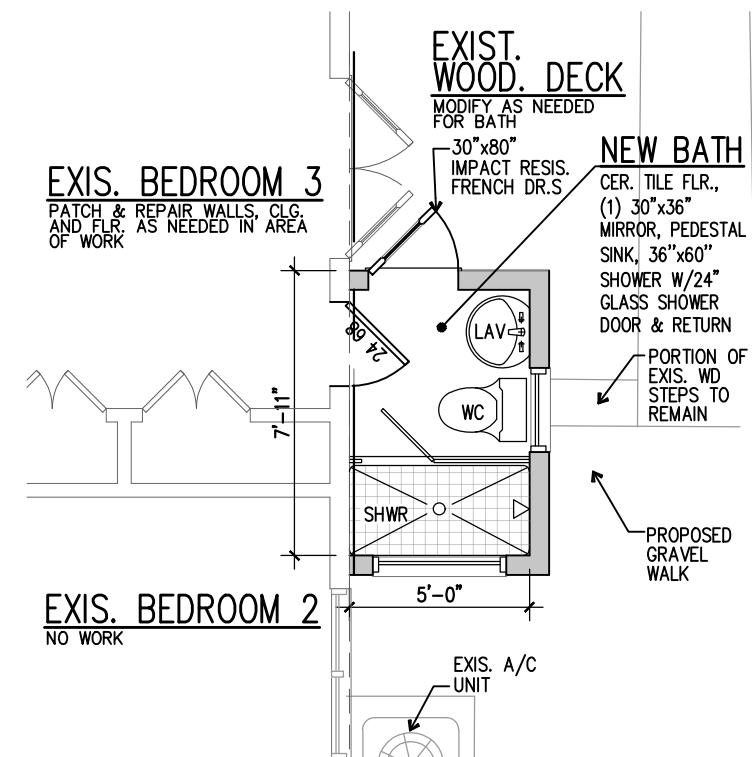 EXIST.
WOOD. DECK
MODIFY AS NEEDED
FOR BATH
30"x80"
IMPACT RESIS.
FRENCH DR.S
NEW BATH
CER. TILE FLR.,
(1) 30"x36"
MIRROR, PEDESTAL
SINK, 36"x60"
SHOWER W/24"
GLASS SHOWER
DOOR & RETURN
EXIS. BEDROOM 3
PATCH & REPAIR WALLS, CLG.
AND FLR. AS NEEDED IN AREA
OF WORK
24 68
LAV
PORTION OF
EXIS. WD
STEPS TO
REMAIN
7'-11"
WC
SHWR
PROPOSED
GRAVEL
WALK
EXIS. BEDROOM 2
NO WORK
5'-0"
EXIS. A/C
UNIT